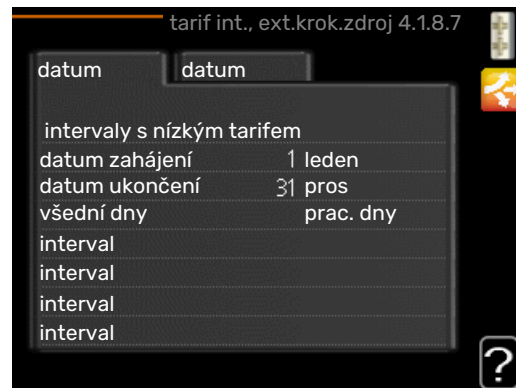 tarif int., ext.krok.zdroj 4.1.8.7
datum datum
intervaly s nízkým tarifem
datum zahájení 1 leden
datum ukončení 31 pros
všední dny prac. dny
interval
interval
interval
interval
?